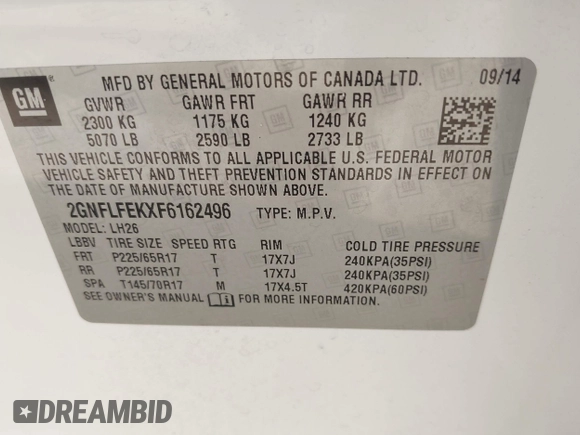 GM
MFD BY GENERAL MOTORS OF CANADA LTD. 09/14
GVWR GAWR FRT GAWR RR
2300 KG 1175 KG 1240 KG
5070 LB 2590 LB 2733 LB
THIS VEHICLE CONFORMS TO ALL APPLICABLE U.S. FEDERAL MOTOR
VEHICLE SAFETY AND THEFT PREVENTION STANDARDS IN EFFECT ON
THE DATE OF MANUFACTURE SHOWN ABOVE.
2GNFLFEKXF6162496 TYPE: M.P.V.
MODEL: LH26
LBBV TIRE SIZE SPEED RTG RIM COLD TIRE PRESSURE
FRT P225/65R17 T 17X7J 240KPA(35PSI)
RR P225/65R17 T 17X7J 240KPA(35PSI)
SPA T145/70R17 M 17X4.5T 420KPA(60PSI)
SEE OWNER'S MANUAL FOR MORE INFORMATION.
DREAMBID